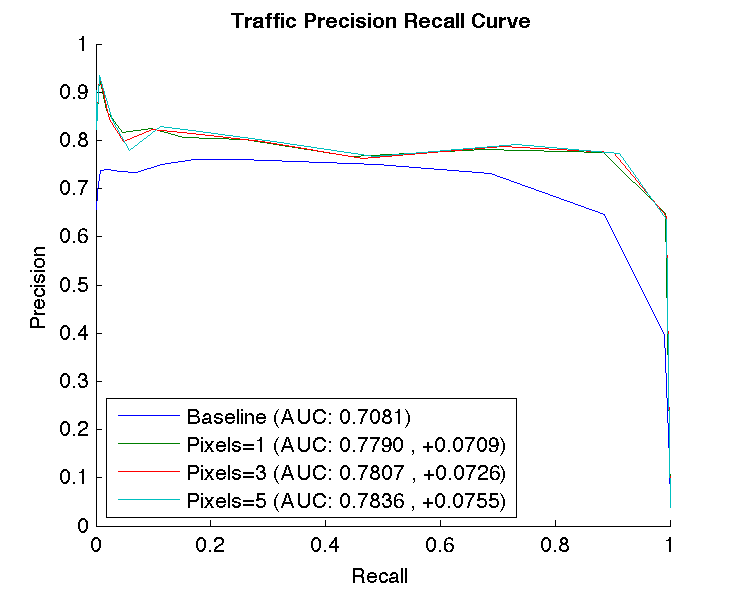 Traffic Precision Recall Curve
1
0.9
0.8
0.7
0.6
0.5
0.4
0.3
0.2
0.1
0
Precision
Baseline (AUC: 0.7081)
Pixels=1 (AUC: 0.7790 , +0.0709)
Pixels=3 (AUC: 0.7807 , +0.0726)
Pixels=5 (AUC: 0.7836 , +0.0755)
0 0.2 0.4 0.6 0.8 1
Recall